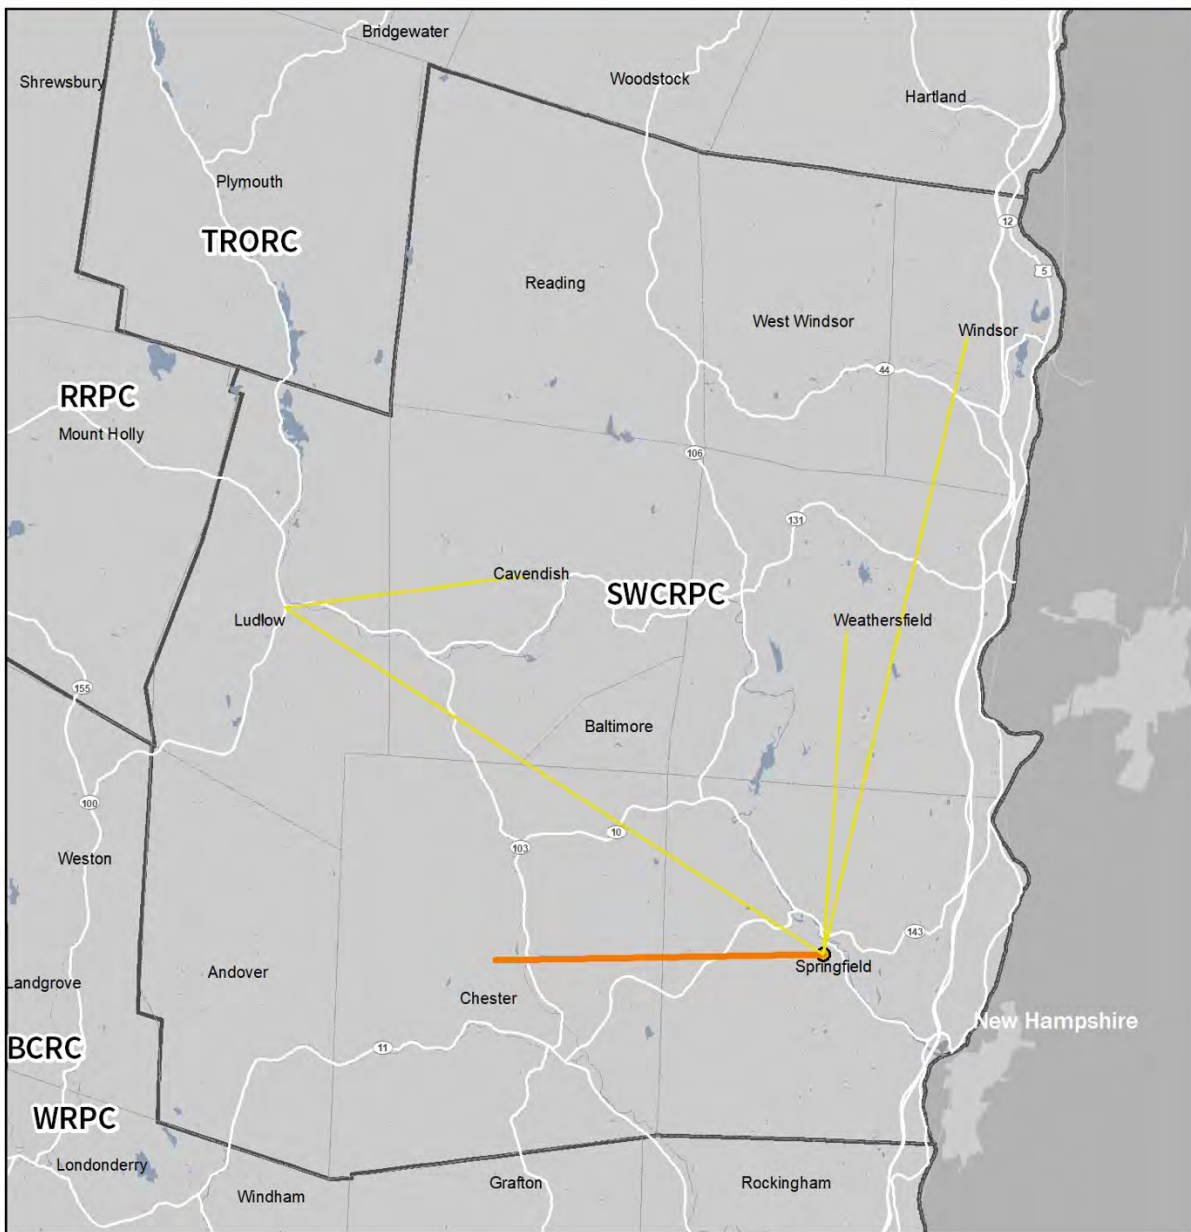 Bridgewater
Shrewsbury
Woodstock
Hartland
Plymouth
12
TRORC
5
Reading
West Windsor
Windsor
44
RRPC
Mount Holly
106
131
Cavendish
SWCRPC
Ludlow
Weathersfield
155
Baltimore
100
10
103
Weston
143
Springfield
Andover
Landgrove
Chester
New Hampshire
BCRC
11
WRPC
Londonderry
Windham
Grafton
Rockingham